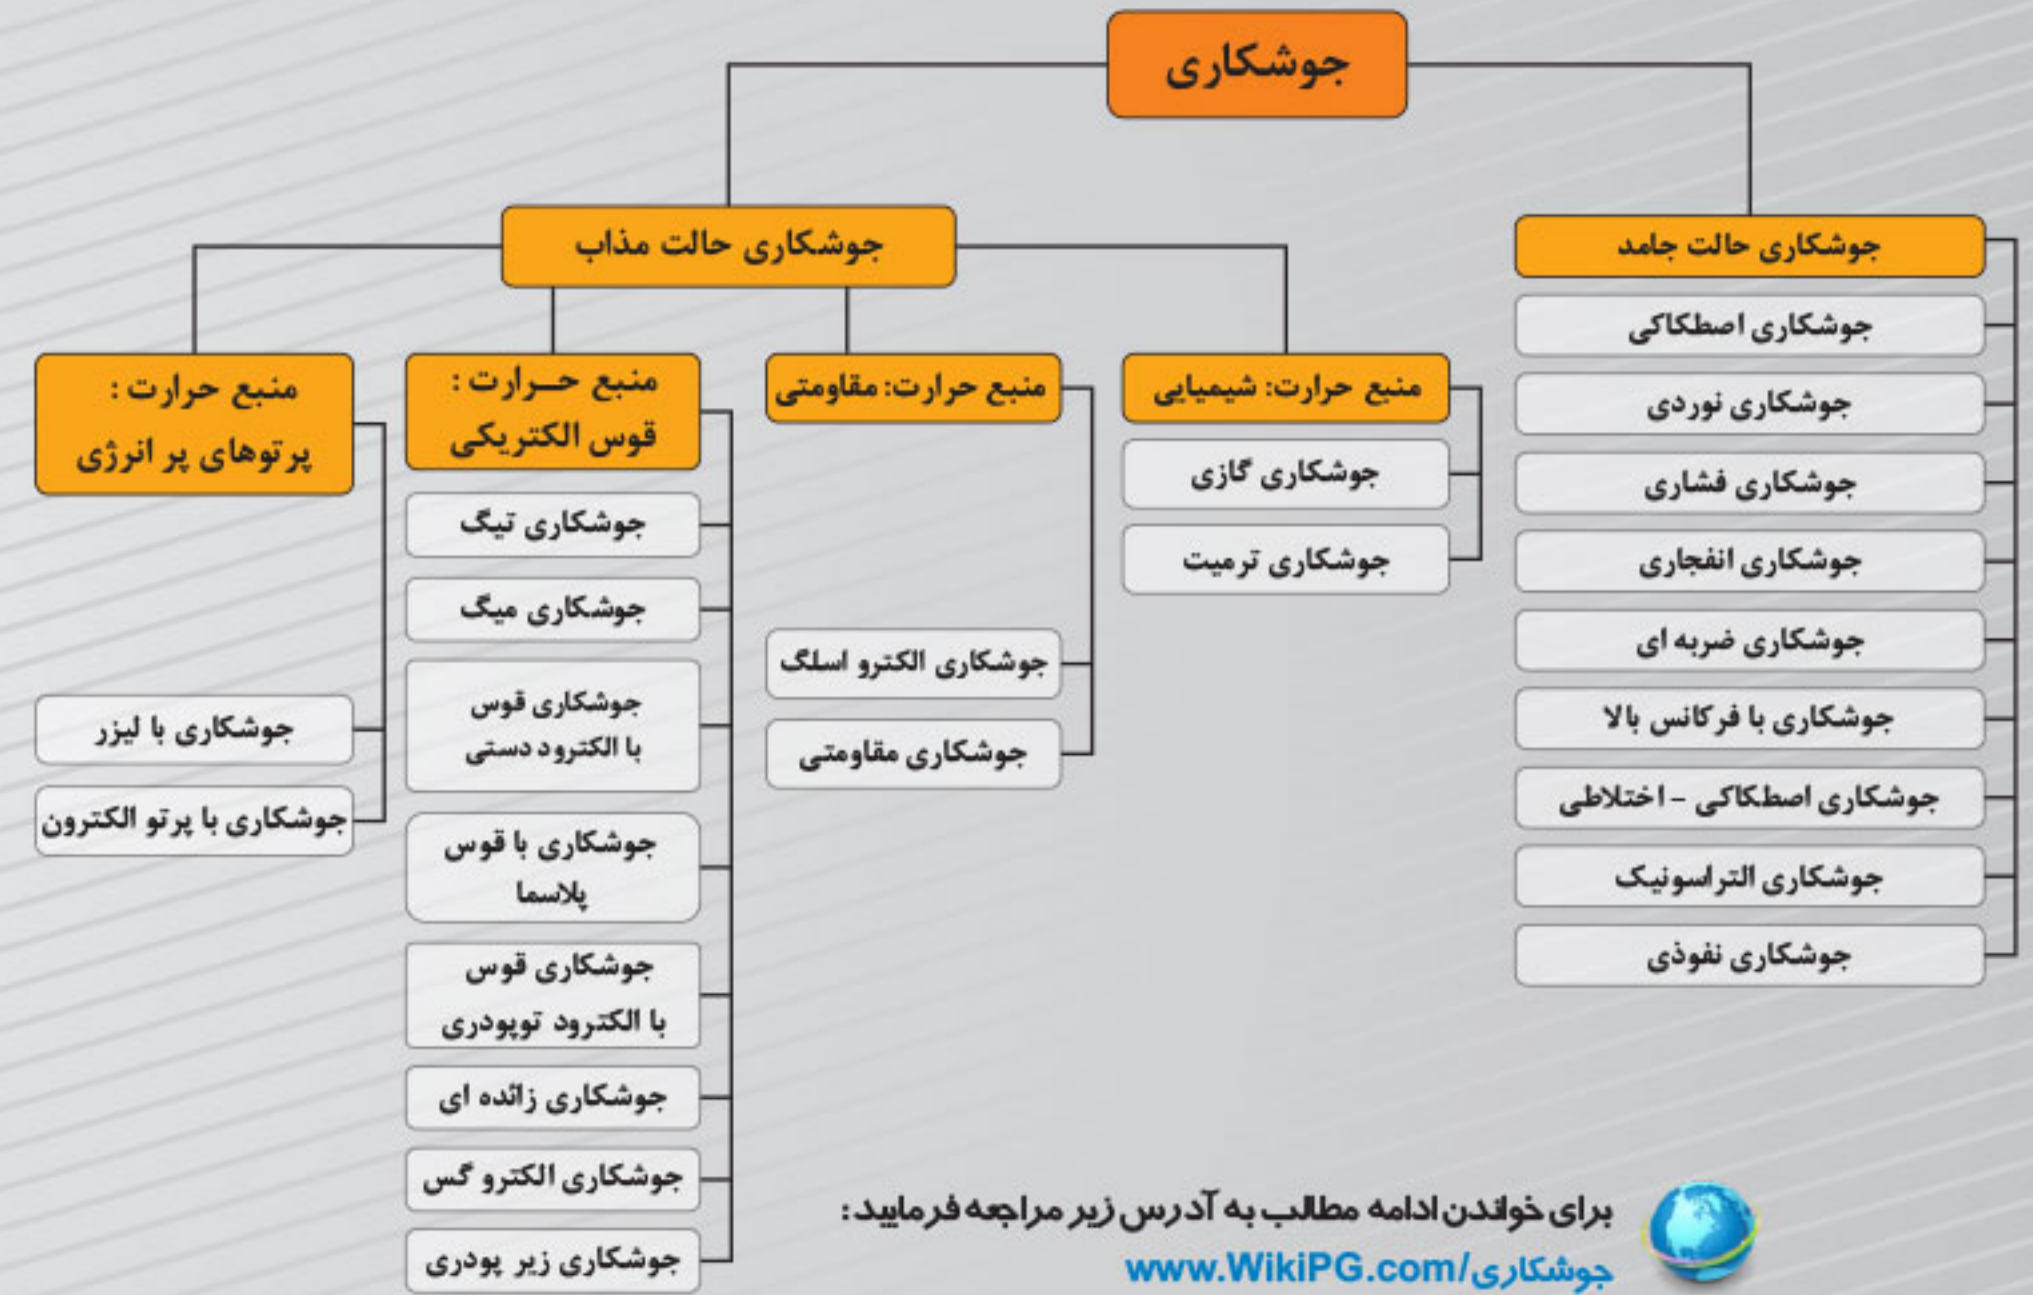 جوشکاری
جوشکاری حالت جامد
جوشکاری اصطکاکی
جوشکاری نوردی
جوشکاری فشاری
جوشکاری انفجاری
جوشکاری ضربه ای
جوشکاری با فرکانس بالا
جوشکاری اصطکاکی - اختلاطی
جوشکاری التراسونیک
جوشکاری نفوذی
جوشکاری حالت مذاب
منبع حرارت: شیمیایی
جوشکاری گازی
جوشکاری ترمیت
منبع حرارت: مقاومتی
جوشکاری الکترو اسلگ
جوشکاری مقاومتی
منبع حــرارت :
قوس الکتریکی
جوشکاری تیگ
جوشکاری میگ
جوشکاری قوس
با الکترود دستی
جوشکاری با قوس
پلاسما
جوشکاری قوس
با الکترود توپودری
جوشکاری زائده ای
جوشکاری الکترو گس
جوشکاری زیر پودری
منبع حرارت :
پرتوهای پر انرژی
جوشکاری با لیزر
جوشکاری با پرتو الکترون
برای خواندن ادامه مطالب به آدرس زیر مراجعه فرمایید:
www.WikiPG.com/جوشکاری